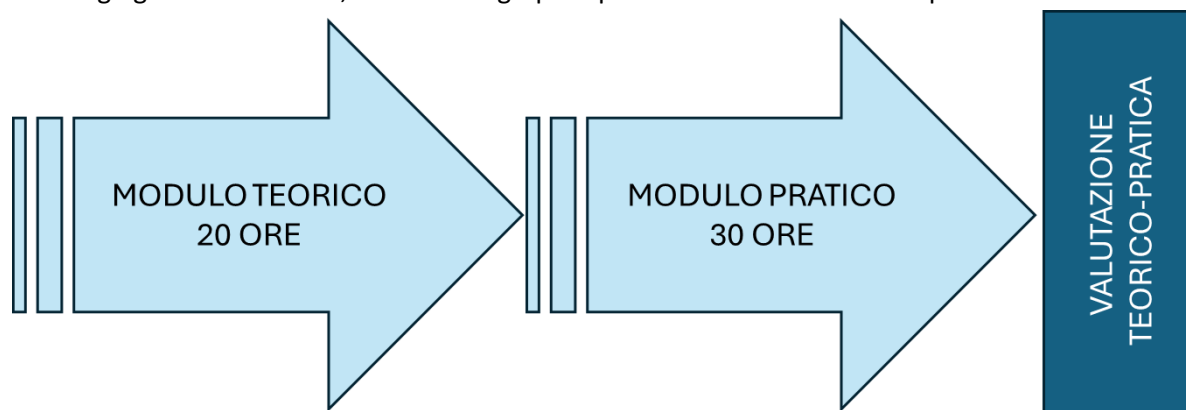 MODULO TEORICO
20 ORE
MODULO PRATICO
30 ORE
VALUTAZIONE
TEORICO-PRATICA